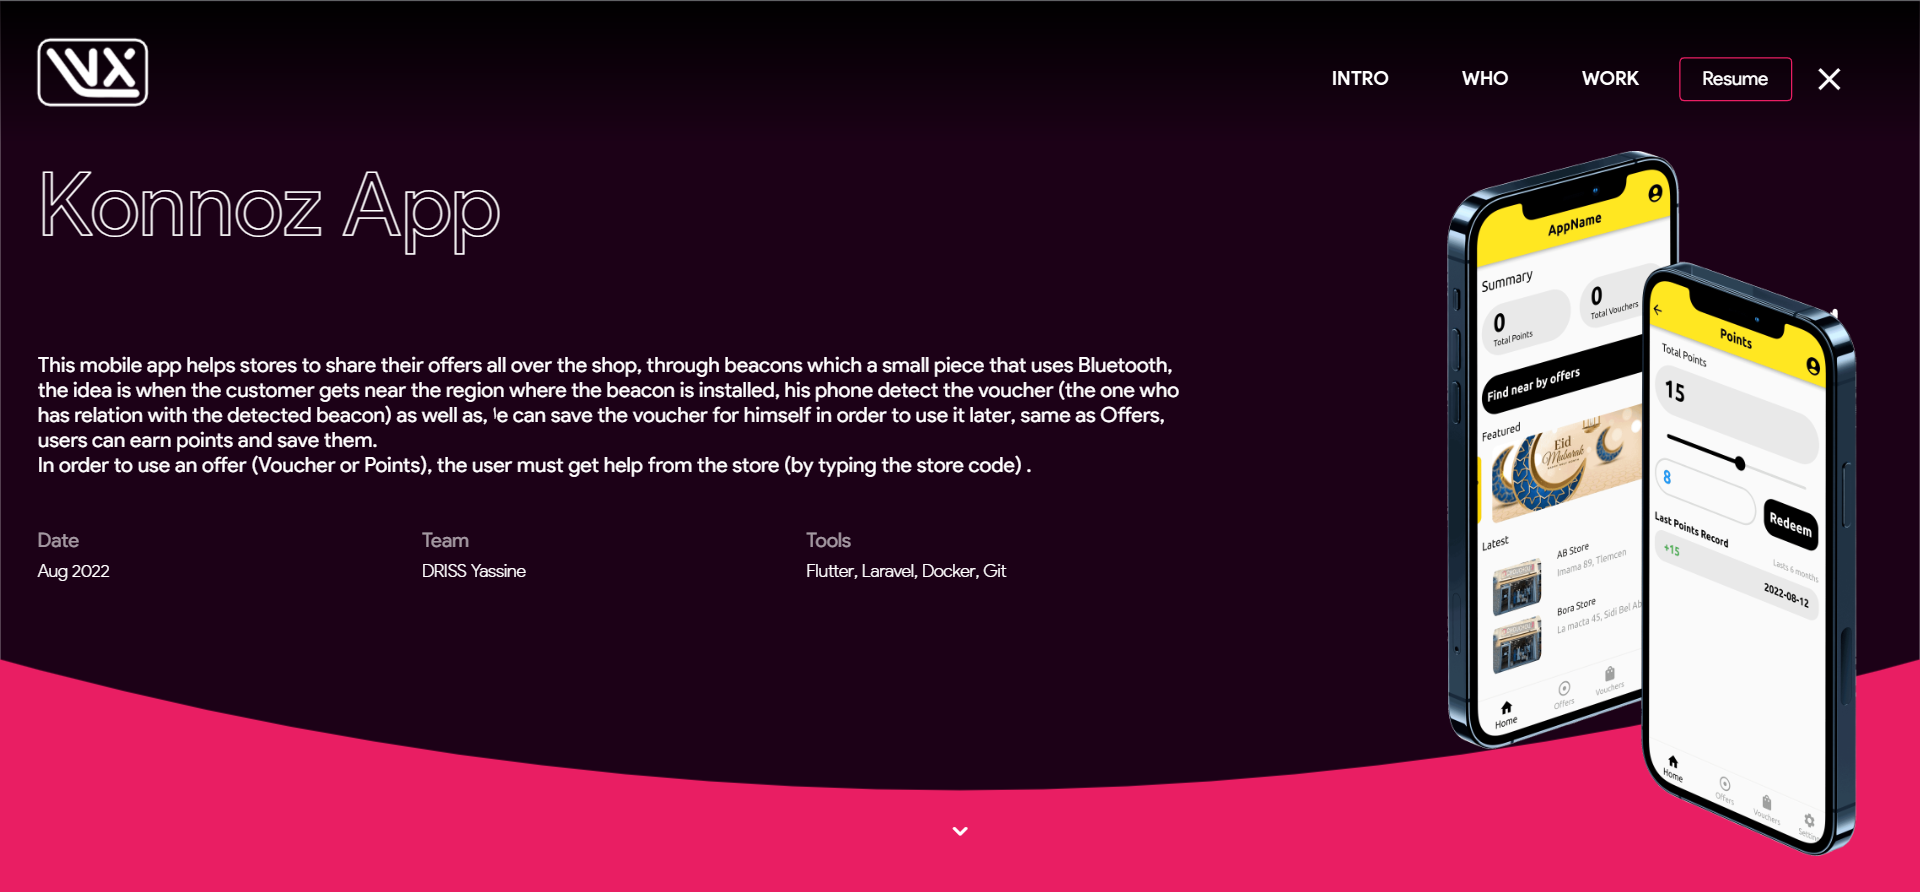 INTRO WHO WORK Resume
Konnoz App
This mobile app helps stores to share their offers all over the shop, through beacons which a small piece that uses Bluetooth,
the idea is when the customer gets near the region where the beacon is installed, his phone detect the voucher (the one who
has relation with the detected beacon) as well as, e can save the voucher for himself in order to use it later, same as Offers,
users can earn points and save them.
In order to use an offer (Voucher or Points), the user must get help from the store (by typing the store code) .
Date
Aug 2022
Team
DRISS Yassine
Tools
Flutter, Laravel, Docker, Git
AppName
Summary
0
Total Points
0
Total Vouchers
Find near by offers
Featured
Eid
Mubarak
Latest
AB Store
Imama 89, Tlemcen
Bora Store
La macta 45, Sidi Bel Ab
Home
Offers
Vouchers
Points
Total Points
15
8
Redeem
Last Points Record
Lasts 6 months
+15
2022-08-12
Home
Offers
Vouchers
Settin